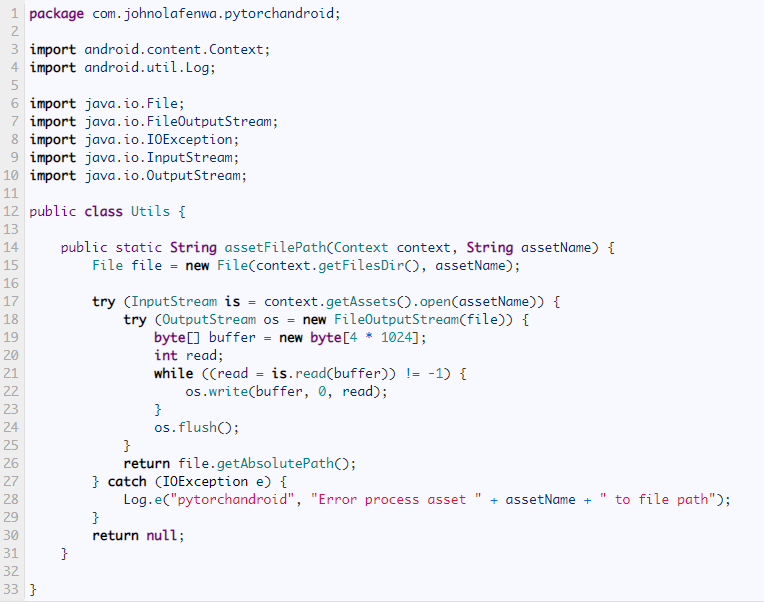 1 package com.johnolafenwa.pytorchandroid;
2
3 import android.content.Context;
4 import android.util.Log;
5
6 import java.io.File;
7 import java.io.FileOutputStream;
8 import java.io.IOException;
9 import java.io.InputStream;
10 import java.io.OutputStream;
11
12 public class Utils {
13
14     public static String assetFilePath(Context context, String assetName) {
15         File file = new File(context.getFilesDir(), assetName);
16
17         try (InputStream is = context.getAssets().open(assetName)) {
18             try (OutputStream os = new FileOutputStream(file)) {
19                 byte[] buffer = new byte[4 * 1024];
20                 int read;
21                 while ((read = is.read(buffer)) != -1) {
22                     os.write(buffer, 0, read);
23                 }
24                 os.flush();
25             }
26             return file.getAbsolutePath();
27         } catch (IOException e) {
28             Log.e("pytorchandroid", "Error process asset " + assetName + " to file path");
29         }
30         return null;
31     }
32
33 }